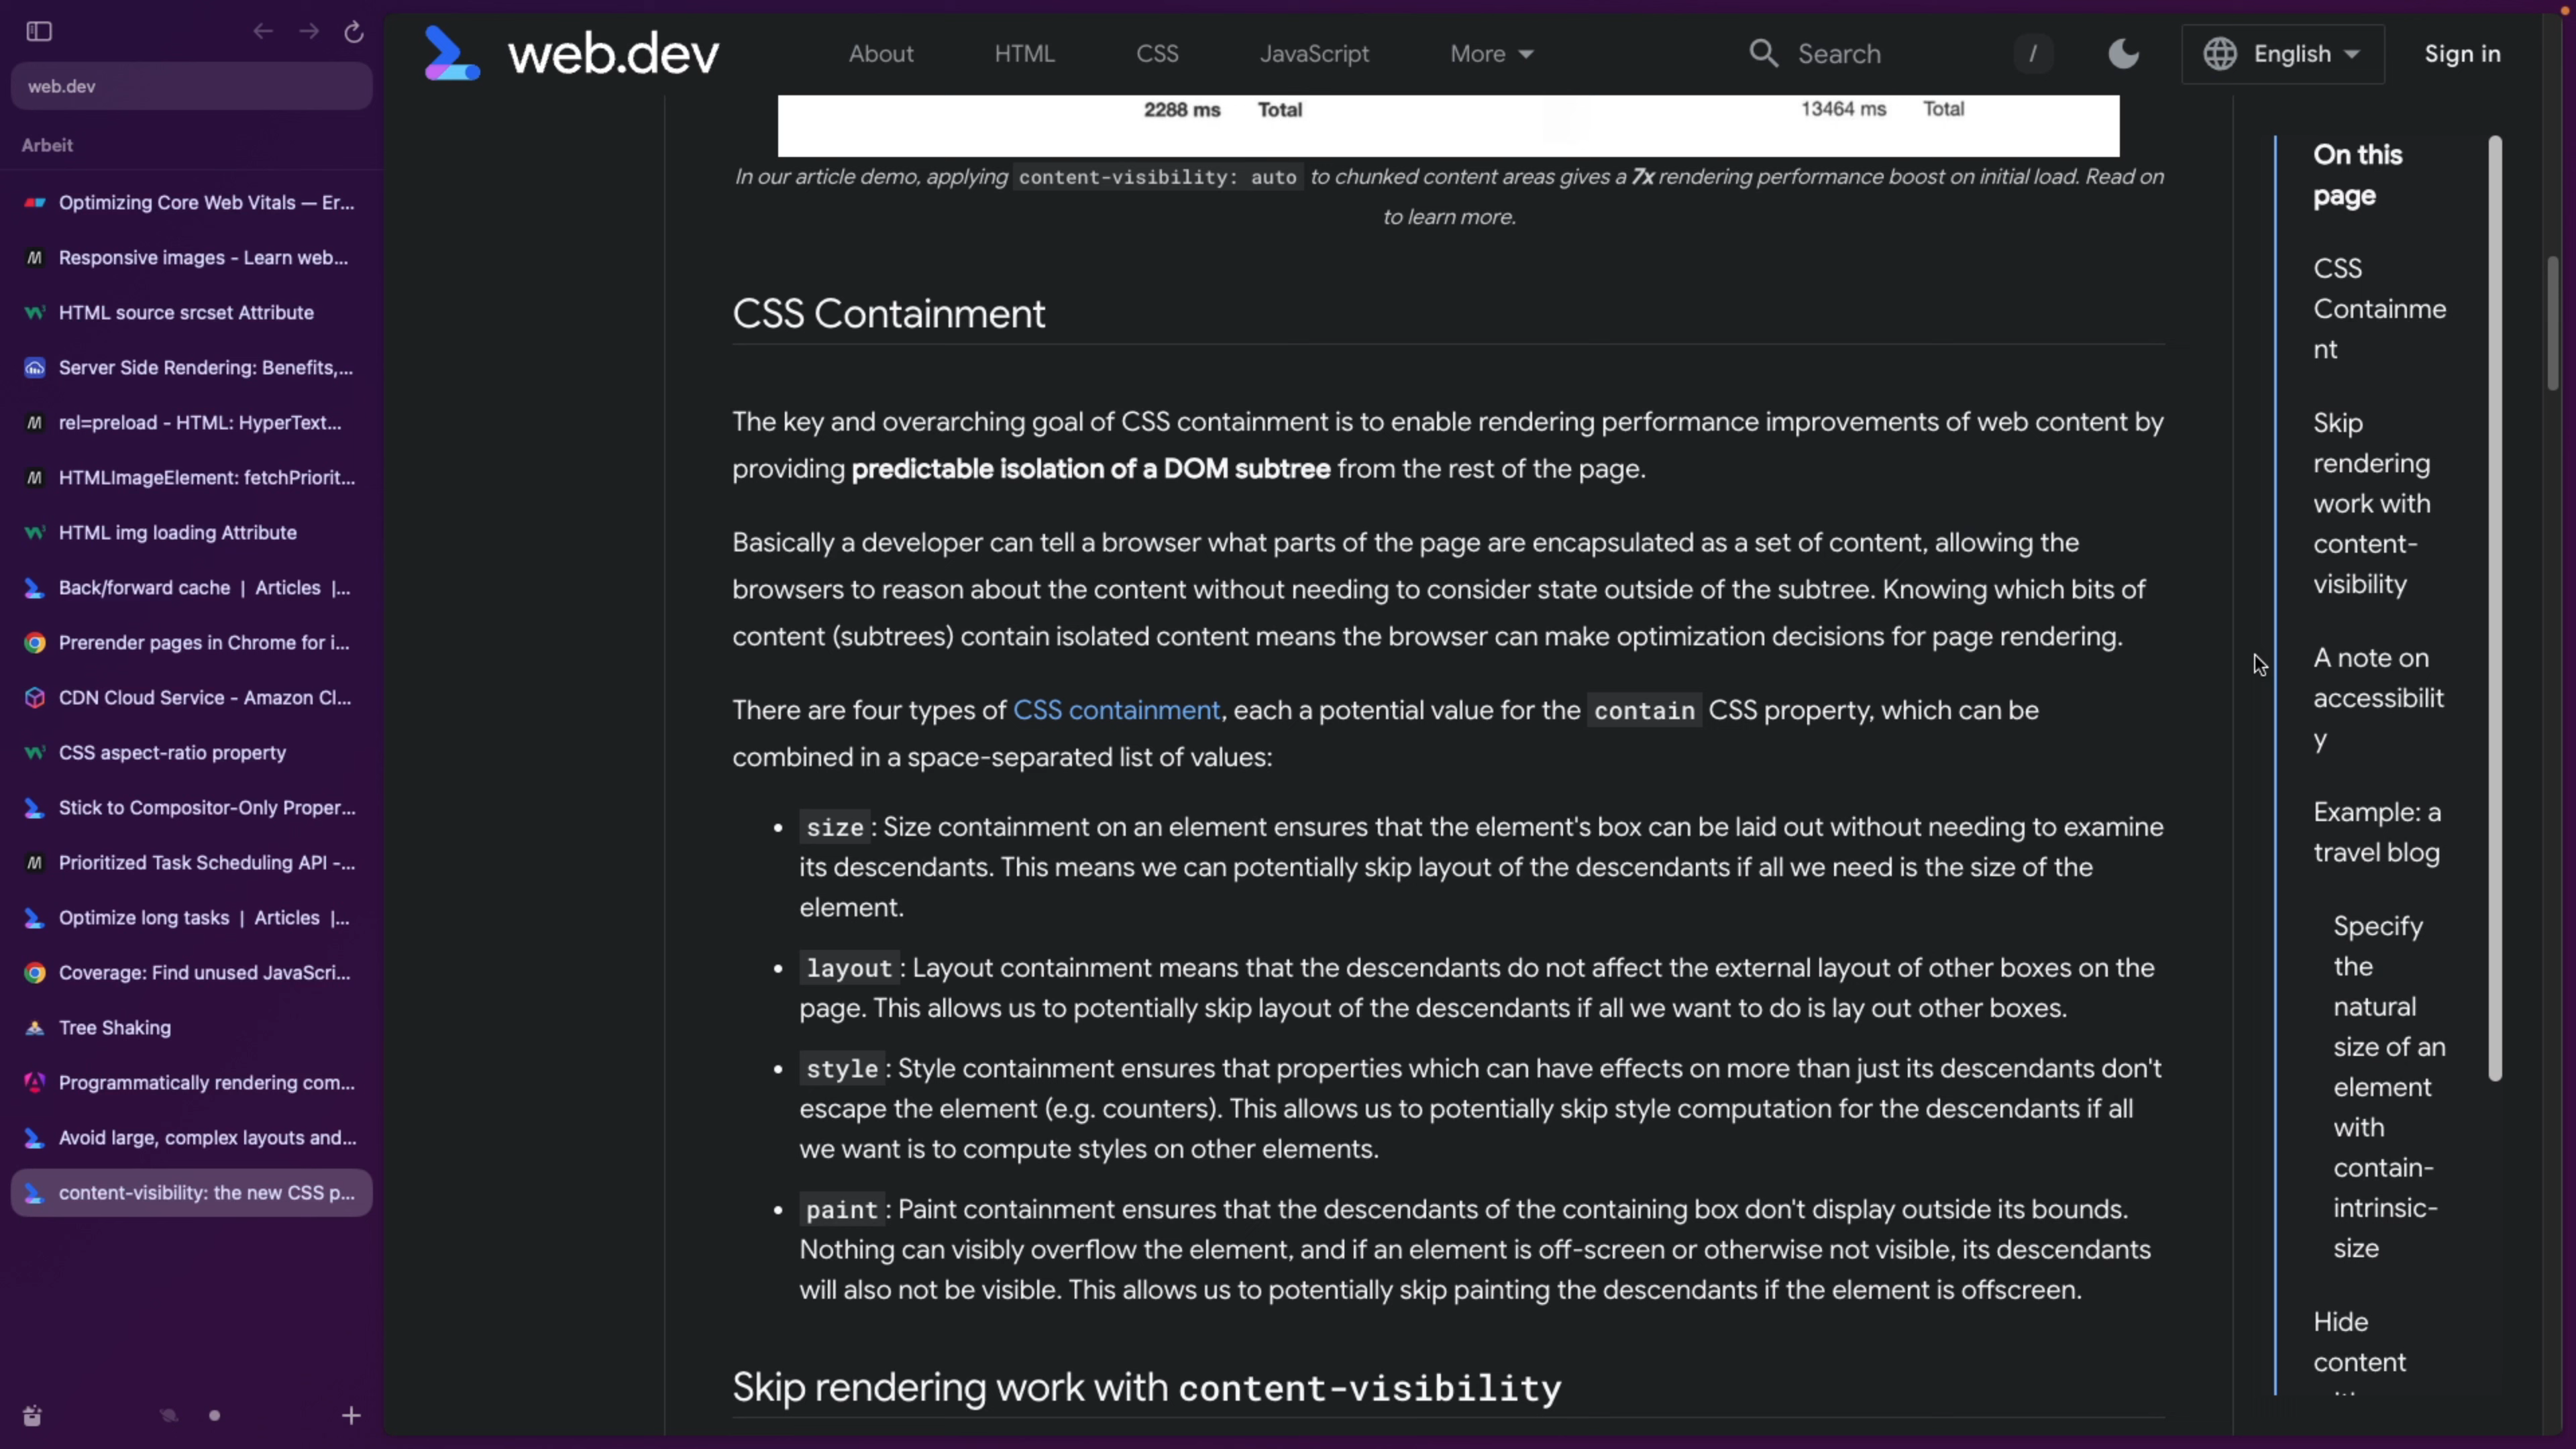 web.dev
Arbeit
Optimizing Core Web Vitals — Er...
Responsive images - Learn web...
HTML source srcset Attribute
Server Side Rendering: Benefits,...
rel=preload - HTML: HyperText...
HTMLImageElement: fetchPriorit...
HTML img loading Attribute
Back/forward cache | Articles |...
Prerender pages in Chrome for i...
CDN Cloud Service - Amazon Cl...
CSS aspect-ratio property
Stick to Compositor-Only Proper...
Prioritized Task Scheduling API -...
Optimize long tasks | Articles |...
Coverage: Find unused JavaScri...
Tree Shaking
Programmatically rendering com...
Avoid large, complex layouts and...
content-visibility: the new CSS p...
web.dev
About
HTML
CSS
JavaScript
More
Search
/
English
Sign in
2288 ms Total
13464 ms Total
In our article demo, applying content-visibility: auto to chunked content areas gives a 7x rendering performance boost on initial load. Read on
to learn more.
CSS Containment
The key and overarching goal of CSS containment is to enable rendering performance improvements of web content by
providing predictable isolation of a DOM subtree from the rest of the page.
Basically a developer can tell a browser what parts of the page are encapsulated as a set of content, allowing the
browsers to reason about the content without needing to consider state outside of the subtree. Knowing which bits of
content (subtrees) contain isolated content means the browser can make optimization decisions for page rendering.
There are four types of CSS containment, each a potential value for the contain CSS property, which can be
combined in a space-separated list of values:
• size: Size containment on an element ensures that the element's box can be laid out without needing to examine
its descendants. This means we can potentially skip layout of the descendants if all we need is the size of the
element.
• layout: Layout containment means that the descendants do not affect the external layout of other boxes on the
page. This allows us to potentially skip layout of the descendants if all we want to do is lay out other boxes.
• style: Style containment ensures that properties which can have effects on more than just its descendants don't
escape the element (e.g. counters). This allows us to potentially skip style computation for the descendants if all
we want is to compute styles on other elements.
• paint: Paint containment ensures that the descendants of the containing box don't display outside its bounds.
Nothing can visibly overflow the element, and if an element is off-screen or otherwise not visible, its descendants
will also not be visible. This allows us to potentially skip painting the descendants if the element is offscreen.
Skip rendering work with content-visibility
On this
page
CSS
Containme
nt
Skip
rendering
work with
content-
visibility
A note on
accessibilit
y
Example: a
travel blog
Specify
the
natural
size of an
element
with
contain-
intrinsic-
size
Hide
content